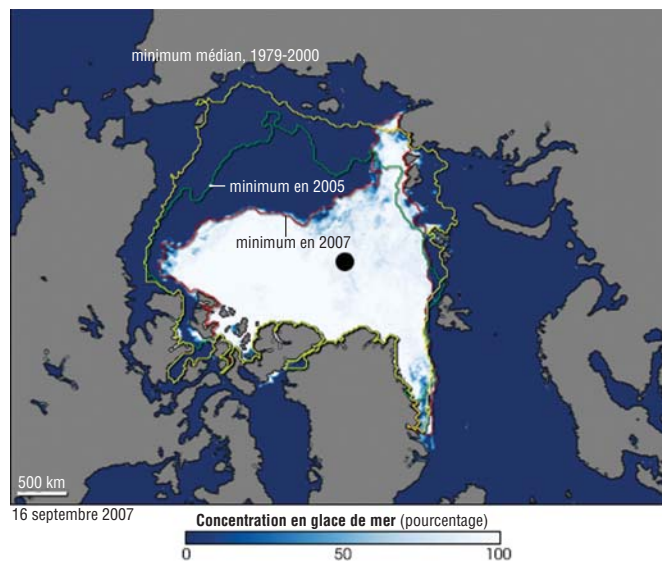 minimum médian, 1979-2000
minimum en 2005
minimum en 2007
500 km
16 septembre 2007
Concentration en glace de mer (pourcentage)
0 50 100